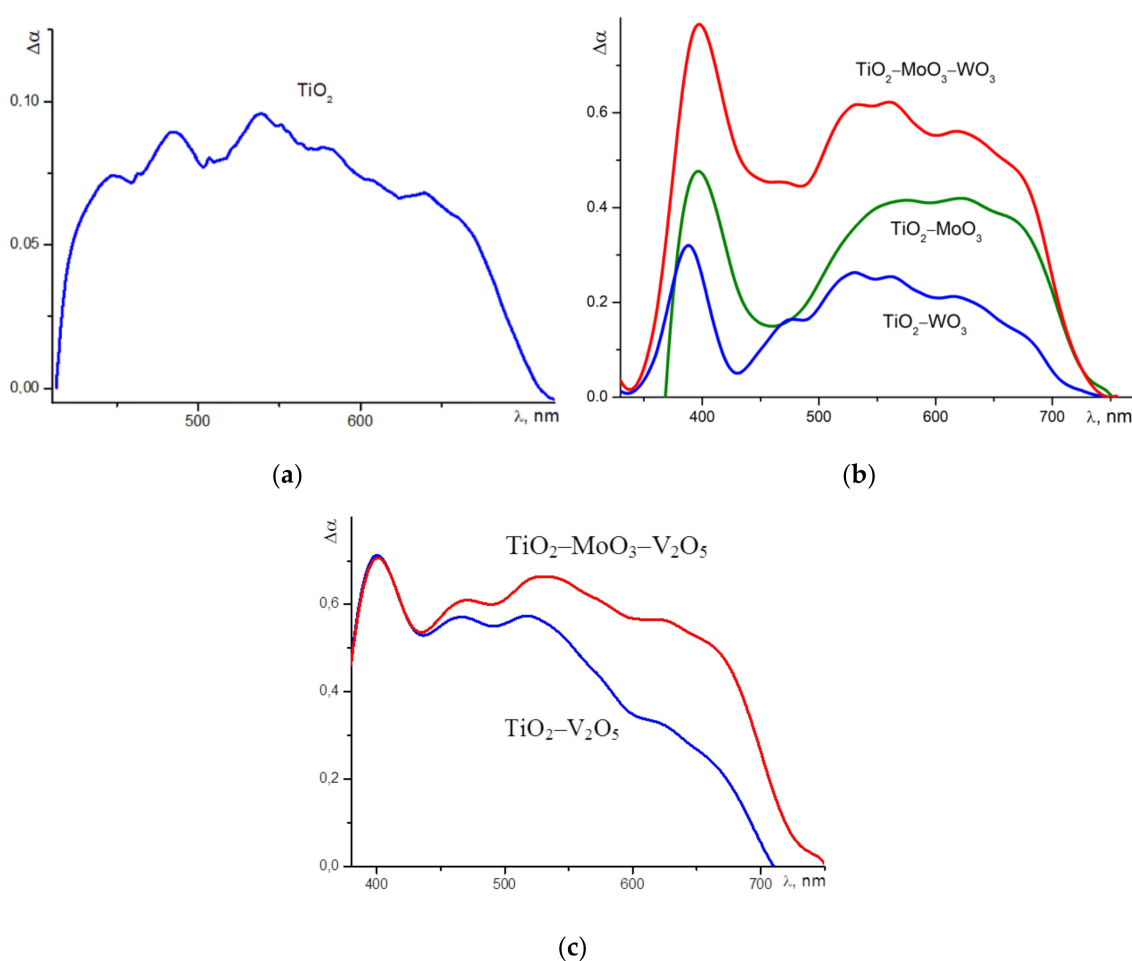 Δα
TiO₂
0.10
0.05
0.00
500
600
λ, nm
(a)
Δα
TiO₂–MoO₃–WO₃
0.6
0.4
TiO₂–MoO₃
0.2
TiO₂–WO₃
0.0
400
500
600
700
λ, nm
(b)
Δα
TiO₂–MoO₃–V₂O₅
0,6
0,4
TiO₂–V₂O₅
0,2
0,0
400
500
600
700
λ, nm
(c)